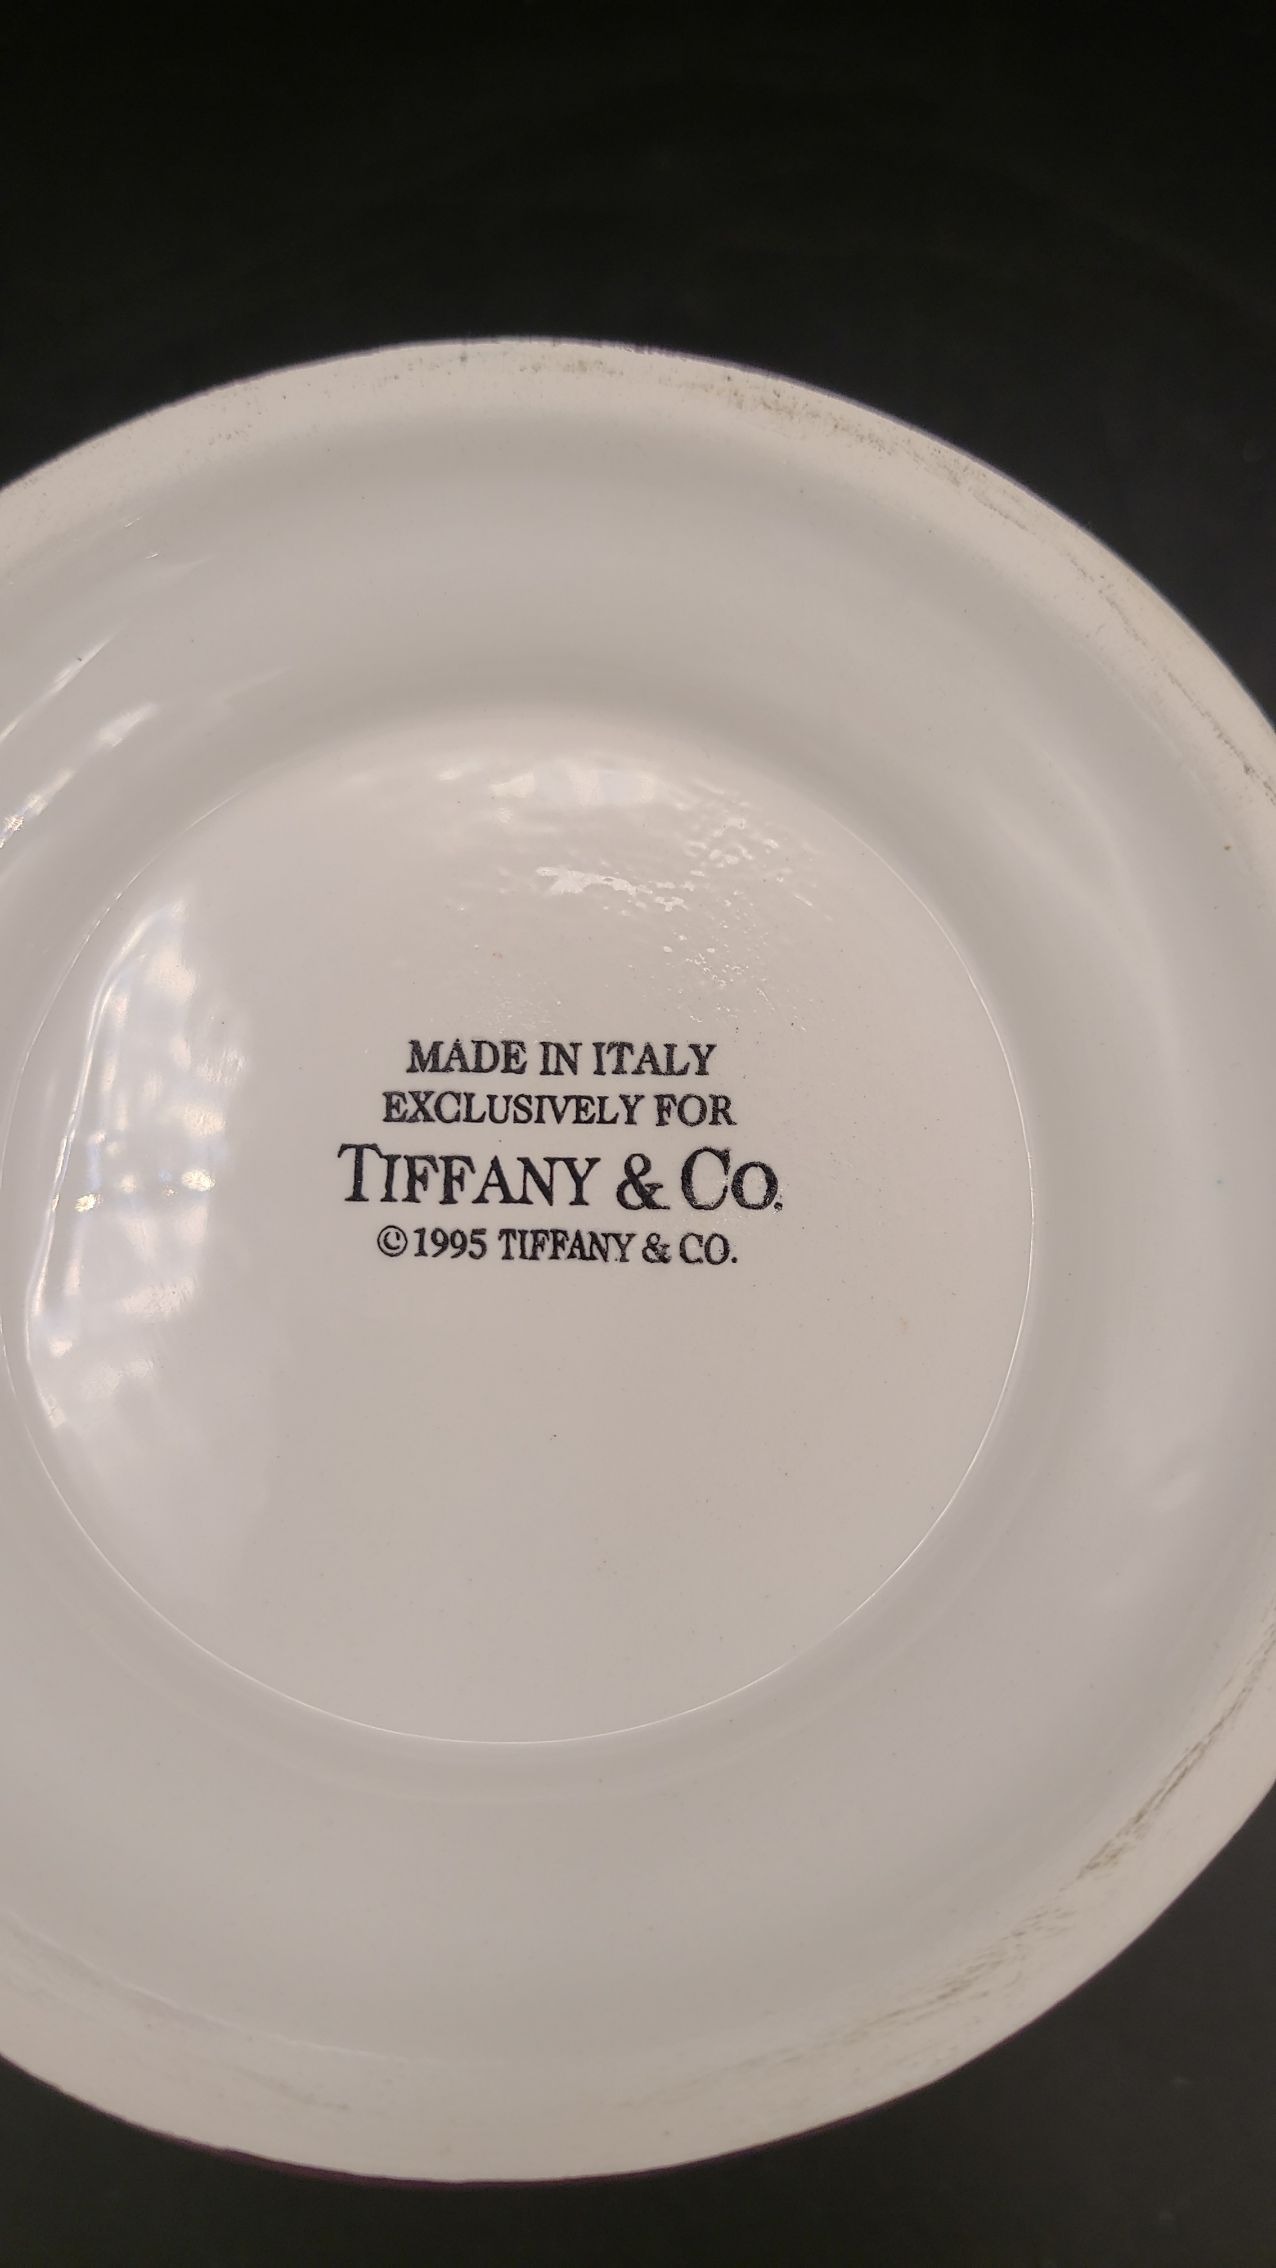 MADE IN ITALY
EXCLUSIVELY FOR
TIFFANY & CO.
©1995 TIFFANY & CO.